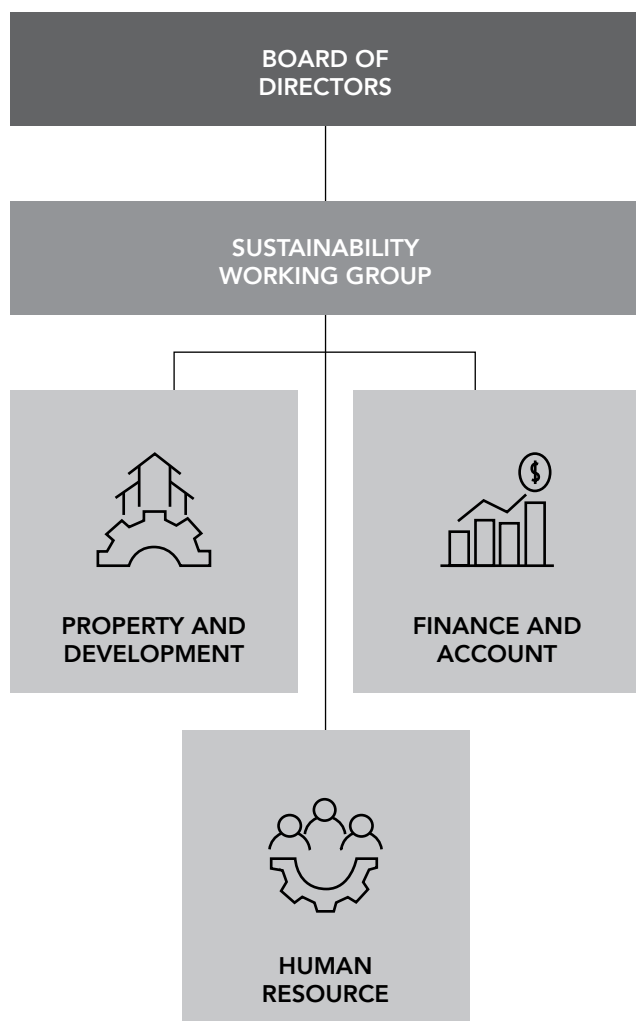 BOARD OF
DIRECTORS
SUSTAINABILITY
WORKING GROUP
$
PROPERTY AND
DEVELOPMENT
FINANCE AND
ACCOUNT
HUMAN
RESOURCE